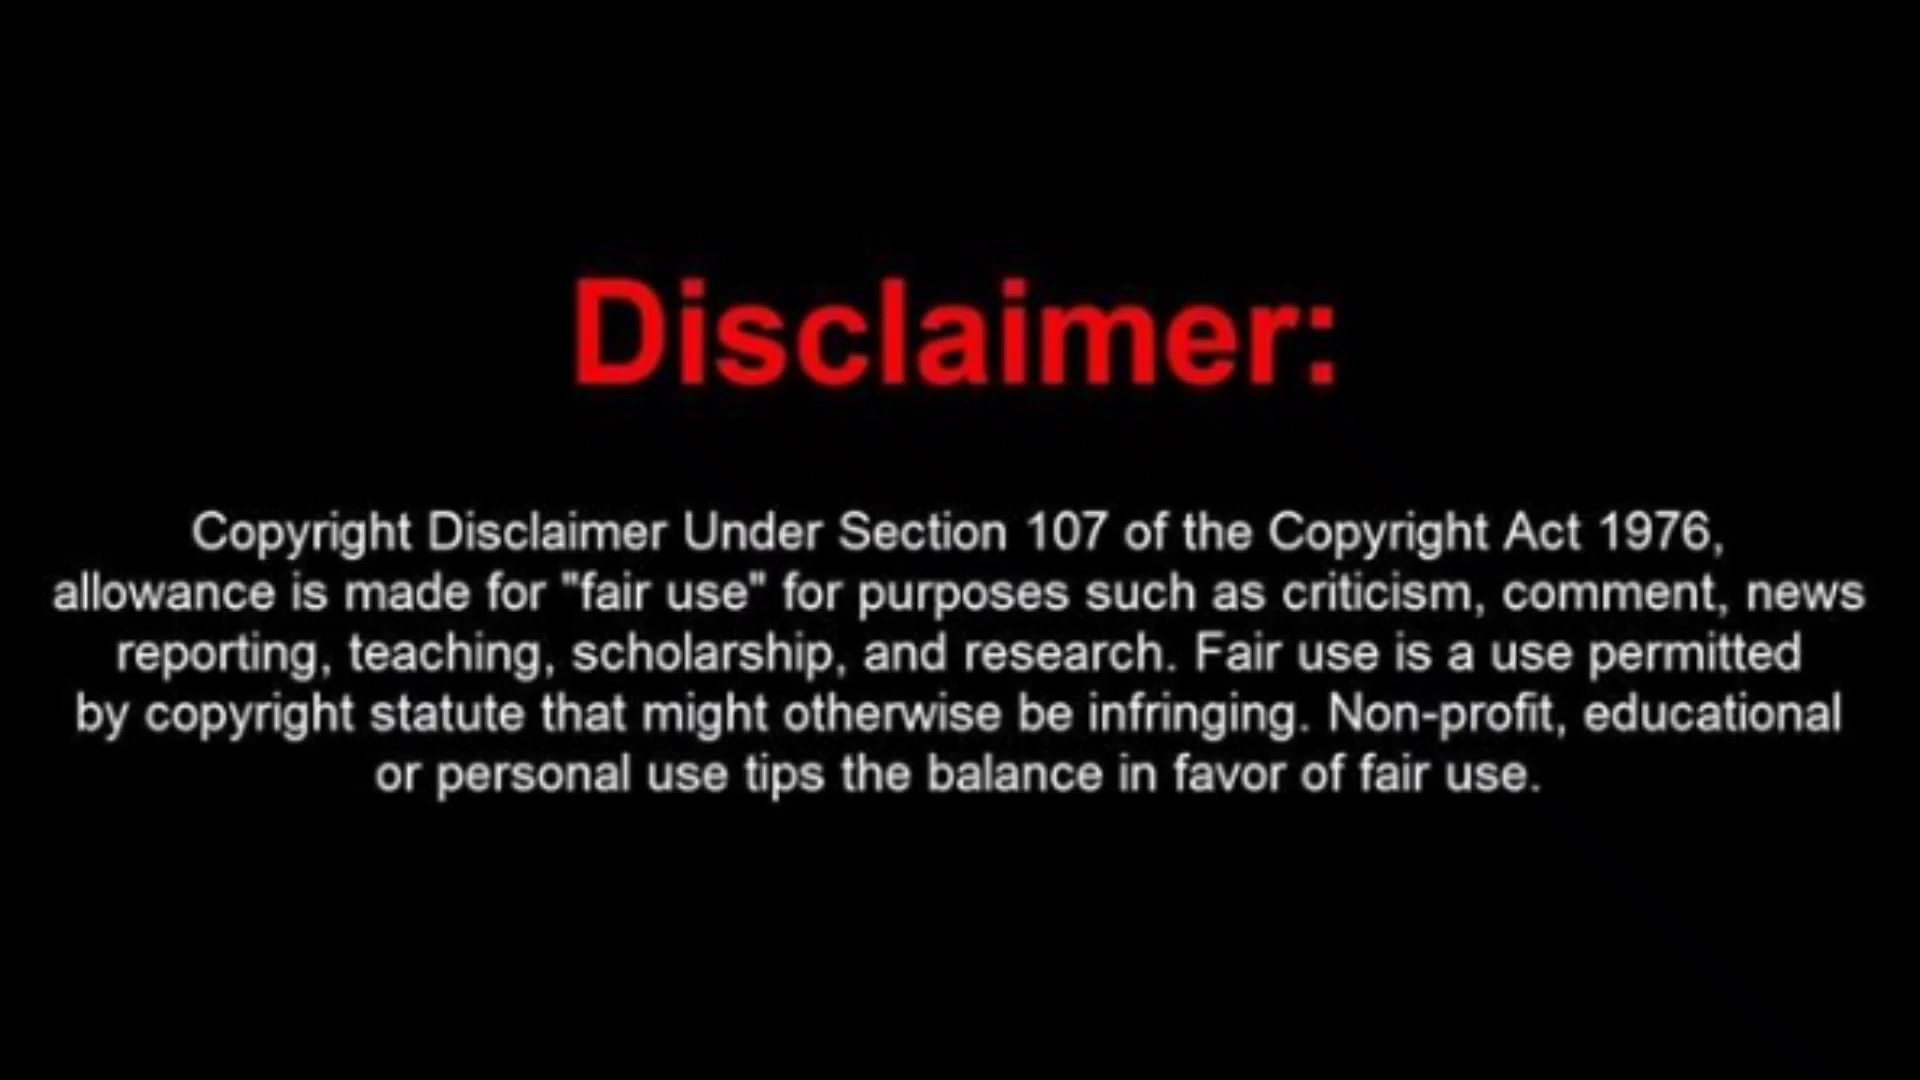 Disclaimer:
Copyright Disclaimer Under Section 107 of the Copyright Act 1976,
allowance is made for "fair use" for purposes such as criticism, comment, news
reporting, teaching, scholarship, and research. Fair use is a use permitted
by copyright statute that might otherwise be infringing. Non-profit, educational
or personal use tips the balance in favor of fair use.